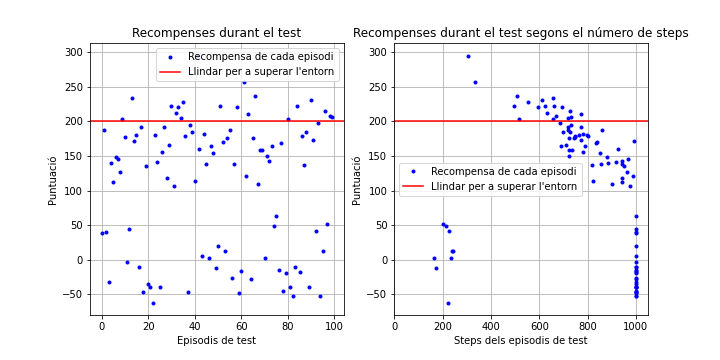 Recompenses durant el test
Recompenses durant el test segons el número de steps
Puntuació
300
250
200
150
100
50
0
−50
Recompensa de cada episodi
Llindar per a superar l'entorn
0
20
40
60
80
100
Episodis de test
Puntuació
300
250
200
150
100
50
0
−50
Recompensa de cada episodi
Llindar per a superar l'entorn
0
200
400
600
800
1000
Steps dels episodis de test